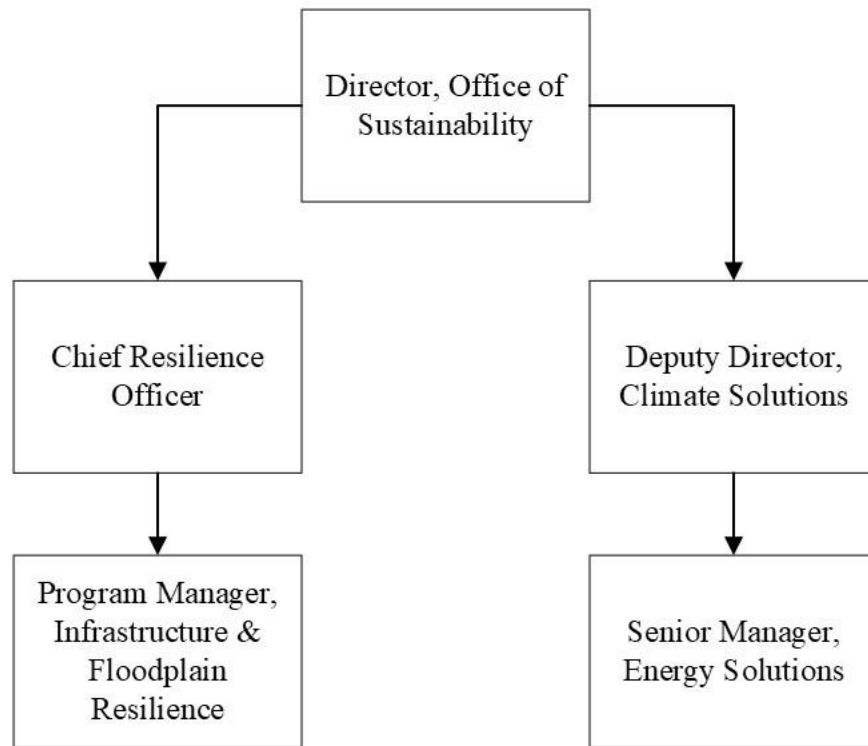 Director, Office of
Sustainability
Chief Resilience
Officer
Deputy Director,
Climate Solutions
Program Manager,
Infrastructure &
Floodplain
Resilience
Senior Manager,
Energy Solutions